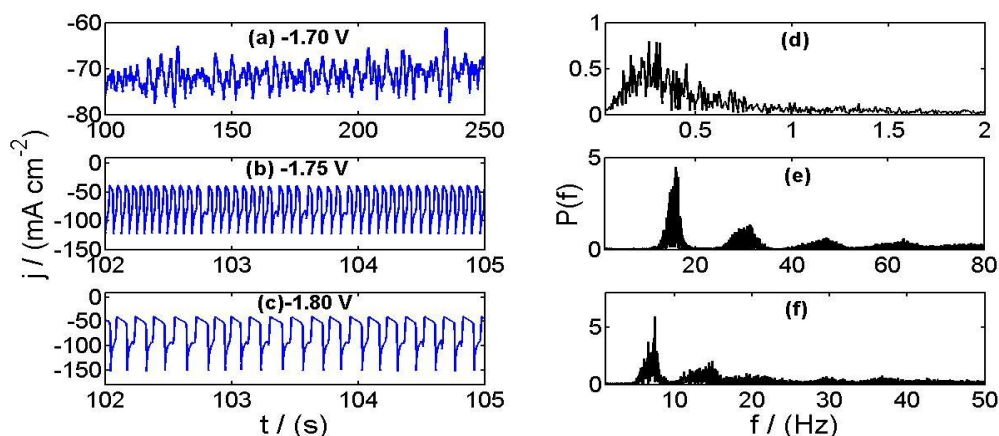 j / (mA cm⁻²)
(a) -1.70 V
-60
-70
-80
100 150 200 250
(b) -1.75 V
0
-50
-100
-150
102 103 104 105
(c)-1.80 V
0
-50
-100
-150
102 103 104 105
t / (s)
P(f)
(d)
1
0.5
0
0.5 1 1.5 2
(e)
5
0
20 40 60 80
(f)
5
0
10 20 30 40 50
f / (Hz)